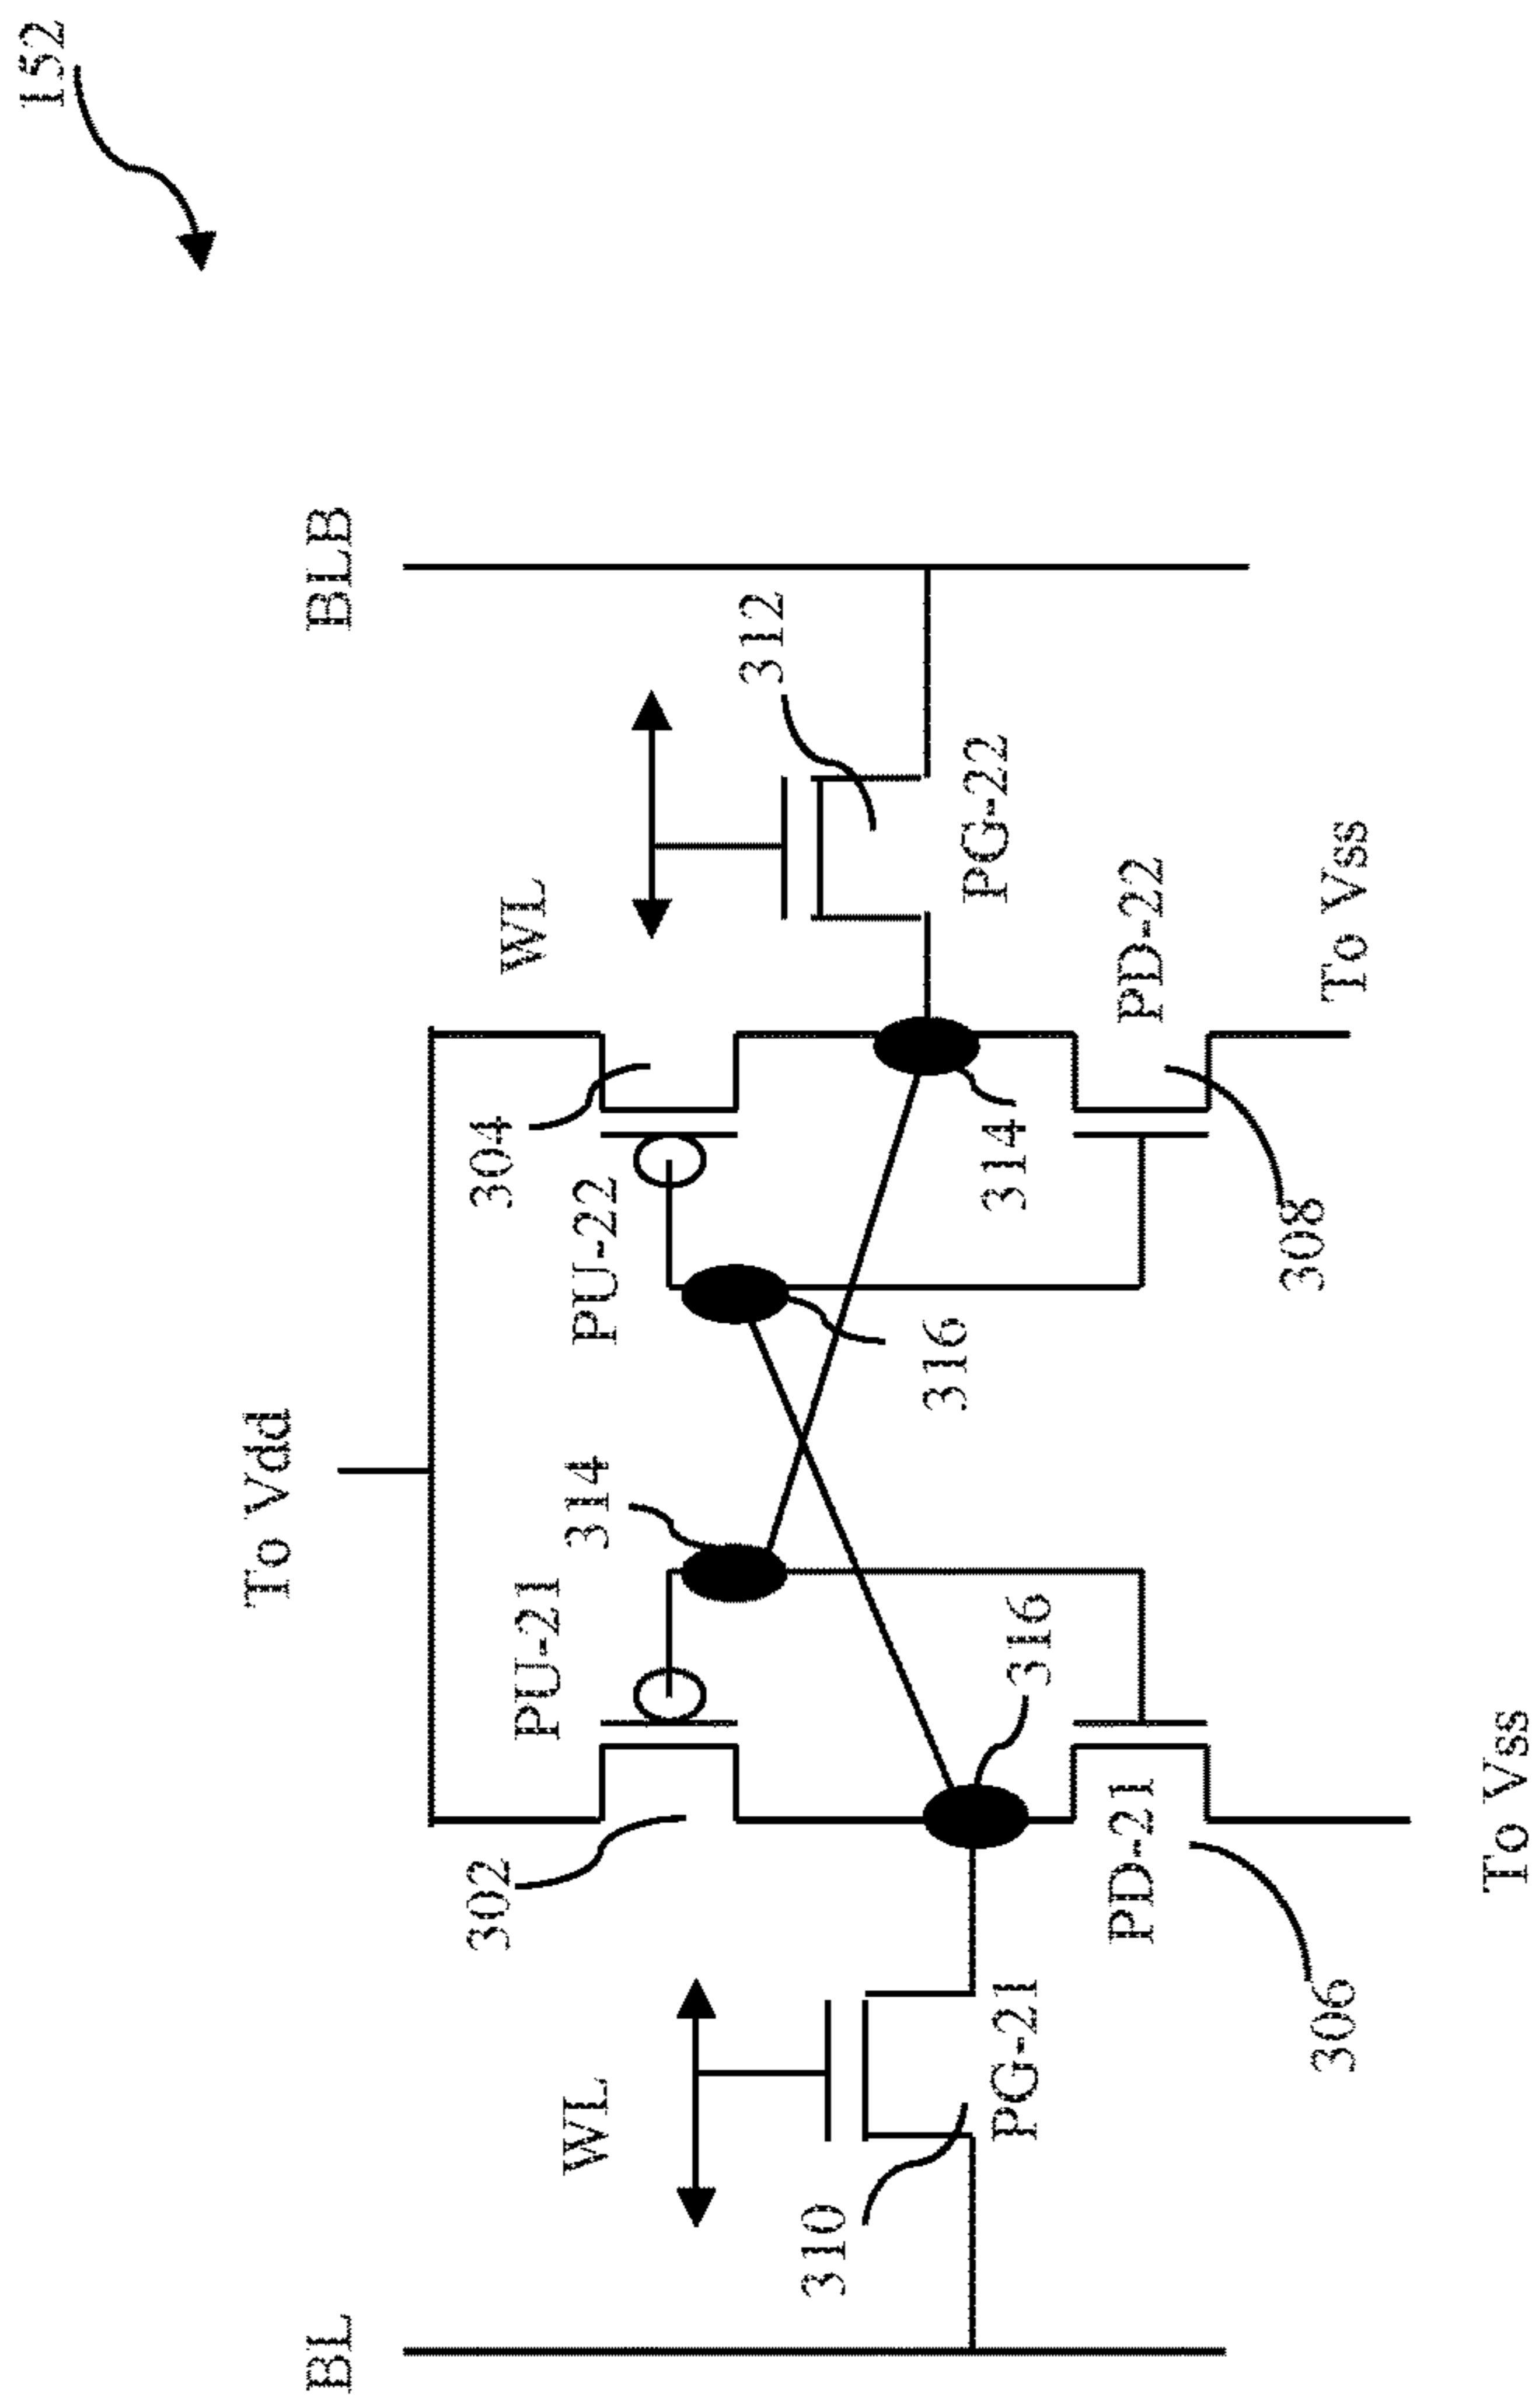 152
To Vdd
BL
BLB
WL
WL
302
PU-21
314
PU-22
304
312
310
PG-21
316
316
314
PG-22
PD-21
PD-22
306
308
To Vss
To Vss